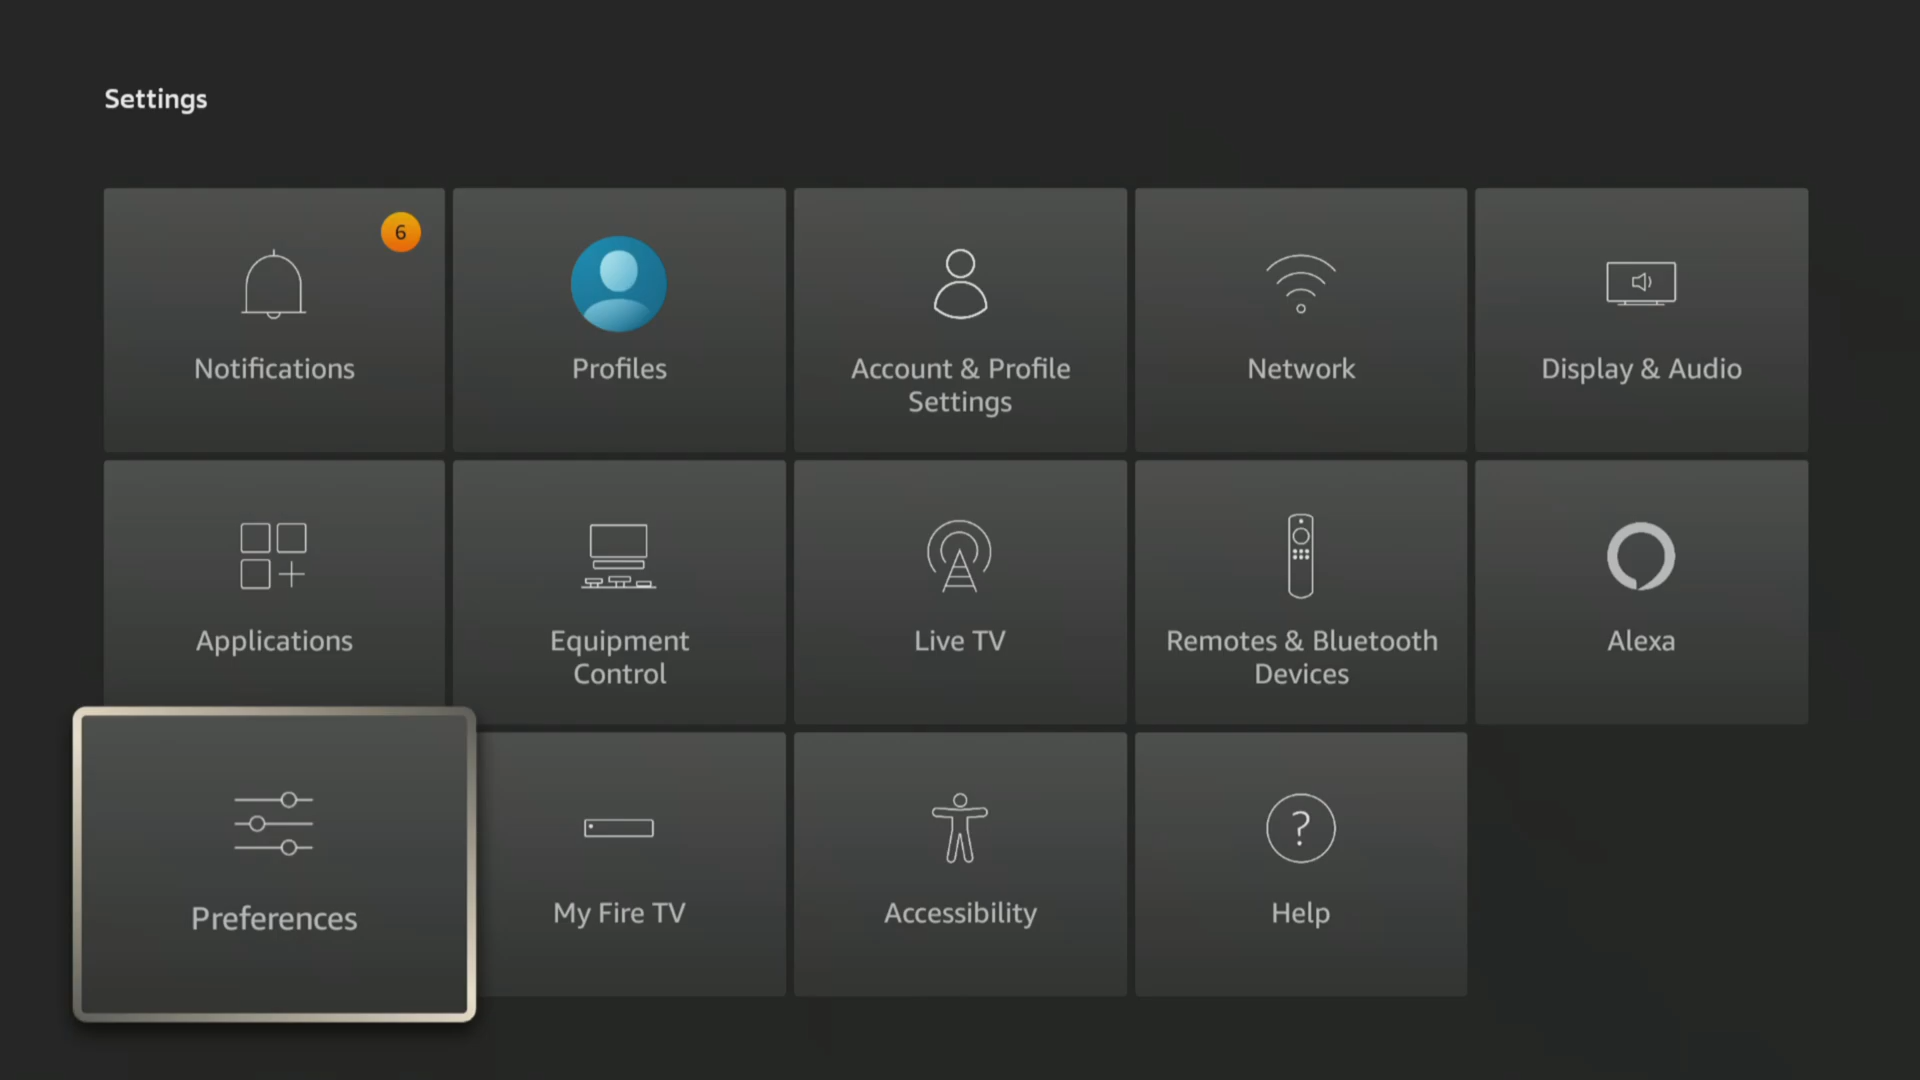 Settings
6
Notifications
Profiles
Account & Profile
Settings
Network
Display & Audio
Applications
Equipment
Control
Live TV
Remotes & Bluetooth
Devices
Alexa
Preferences
My Fire TV
Accessibility
?
Help